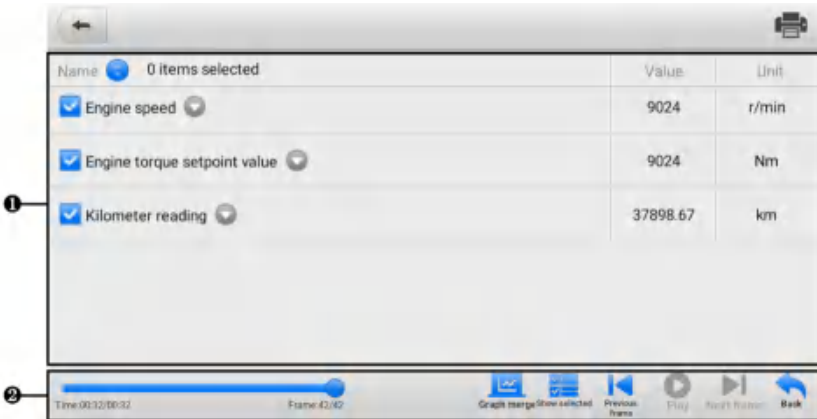 Name 0 items selected Value Unit
Engine speed 9024 r/min
Engine torque setpoint value 9024 Nm
❶
Kilometer reading 37898.67 km
❷
Time:00:32/00:32 Frame:42/42 Graph merge Show selected Previous frame Play Next frame Back